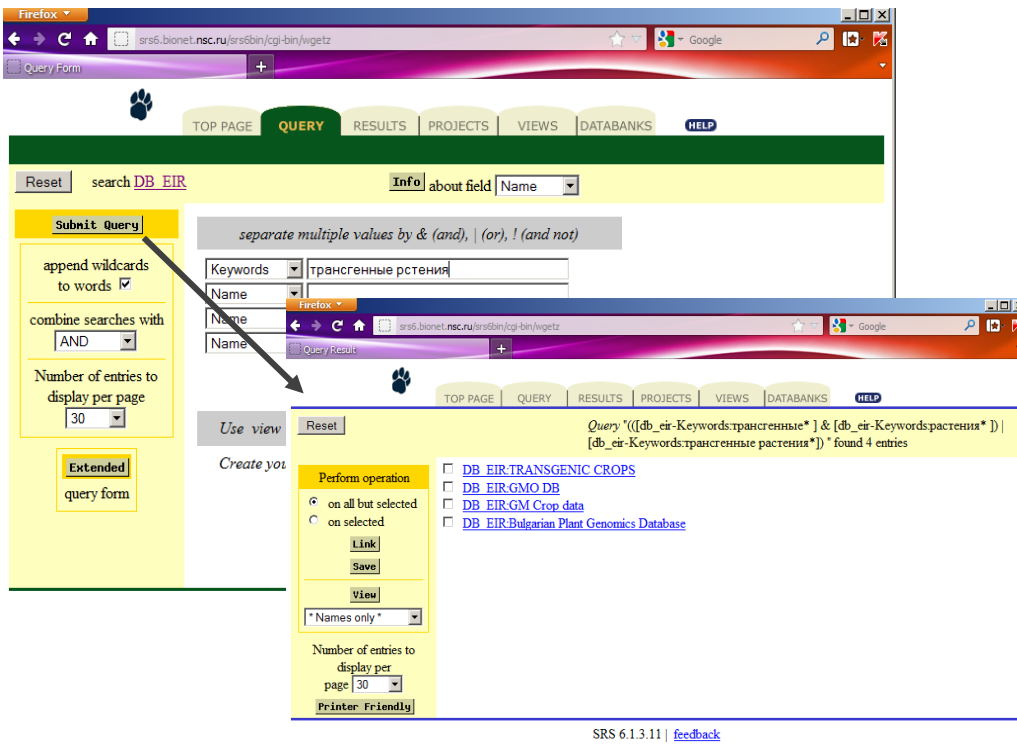 Firefox
srs6.bionet.nsc.ru/srs6bin/cgi-bin/wgetz
Google
Query Form
TOP PAGE QUERY RESULTS PROJECTS VIEWS DATABANKS HELP
Reset search DB_EIR Info about field Name
Submit Query
separate multiple values by & (and), | (or), ! (and not)
append wildcards
to words
Keywords трансгенные рстения
Name
Name
Name
combine searches with
AND
Number of entries to
display per page
30
Use view
Create you
Extended
query form
Firefox
srs6.bionet.nsc.ru/srs6bin/cgi-bin/wgetz
Google
Query Result
TOP PAGE QUERY RESULTS PROJECTS VIEWS DATABANKS HELP
Reset
Query "(([db_eir-Keywords:трансгенные* ] & [db_eir-Keywords:растения* ]) |
[db_eir-Keywords:трансгенные растения*]) " found 4 entries
Perform operation
on all but selected
on selected
Link
Save
View
* Names only *
Number of entries to
display per
page 30
Printer Friendly
DB_EIR:TRANSGENIC CROPS
DB_EIR:GMO DB
DB_EIR:GM Crop data
DB_EIR:Bulgarian Plant Genomics Database
SRS 6.1.3.11 | feedback